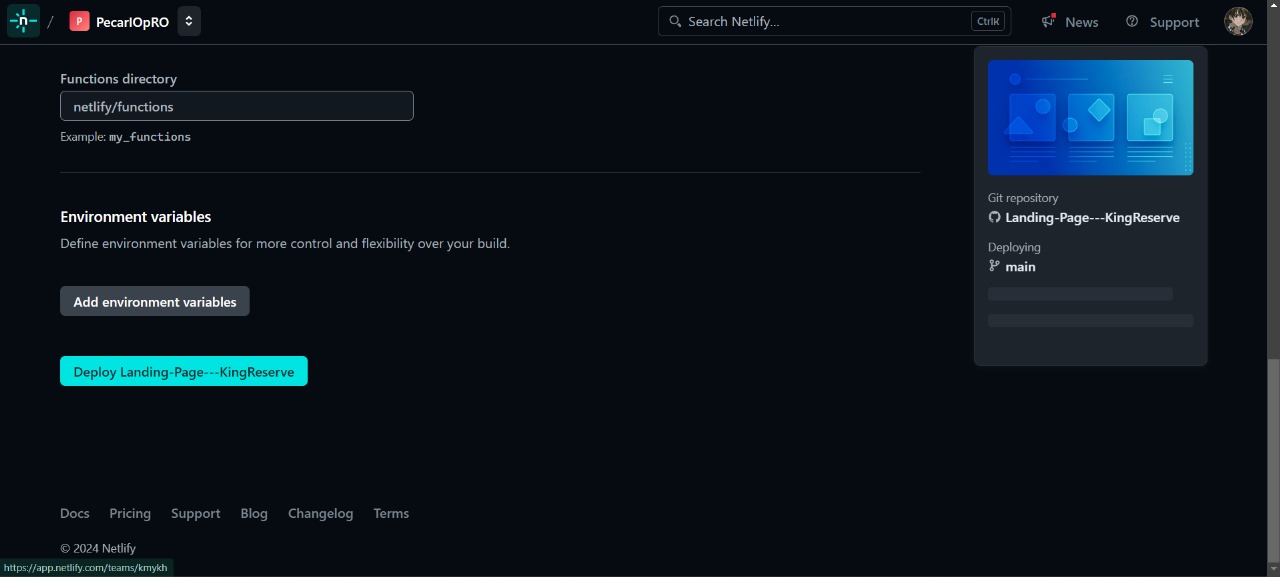 n / P PecarIOpRO Search Netlify... CtrlK News Support
Functions directory
netlify/functions
Example: my_functions
Environment variables
Define environment variables for more control and flexibility over your build.
Add environment variables
Deploy Landing-Page---KingReserve
Git repository
Landing-Page---KingReserve
Deploying
main
Docs Pricing Support Blog Changelog Terms
© 2024 Netlify
https://app.netlify.com/teams/kmykh